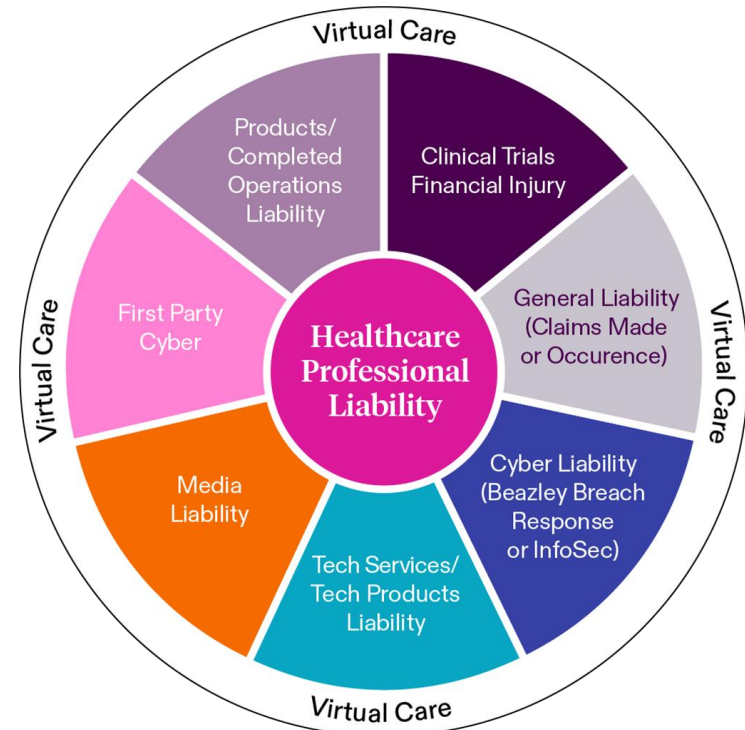 Virtual Care
Products/
Completed
Operations
Liability
Clinical Trials
Financial Injury
First Party
Cyber
General Liability
(Claims Made
or Occurence)
Virtual Care
Virtual Care
Healthcare
Professional
Liability
Media
Liability
Cyber Liability
(Beazley Breach
Response
or InfoSec)
Tech Services/
Tech Products
Liability
Virtual Care